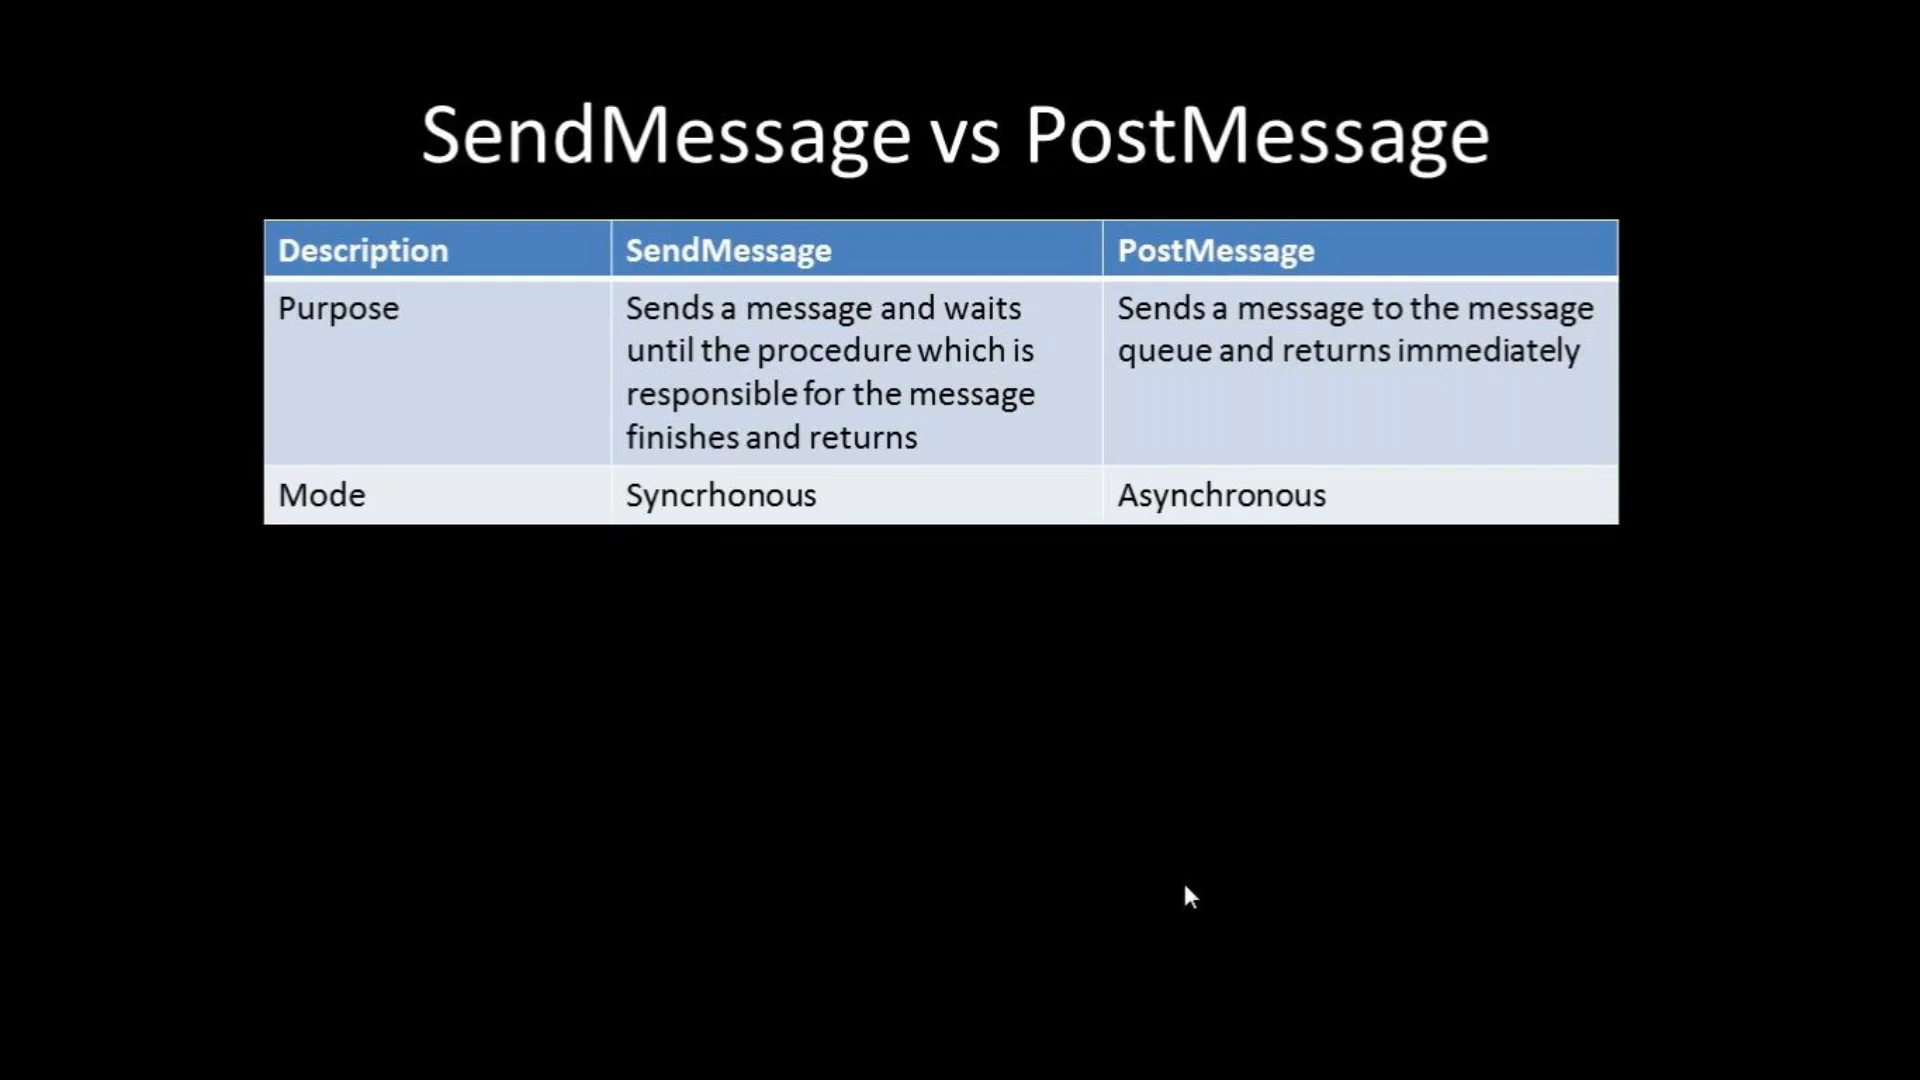 SendMessage vs PostMessage
Description SendMessage PostMessage
Purpose
Sends a message and waits
until the procedure which is
responsible for the message
finishes and returns
Sends a message to the message
queue and returns immediately
Mode Syncrhonous Asynchronous